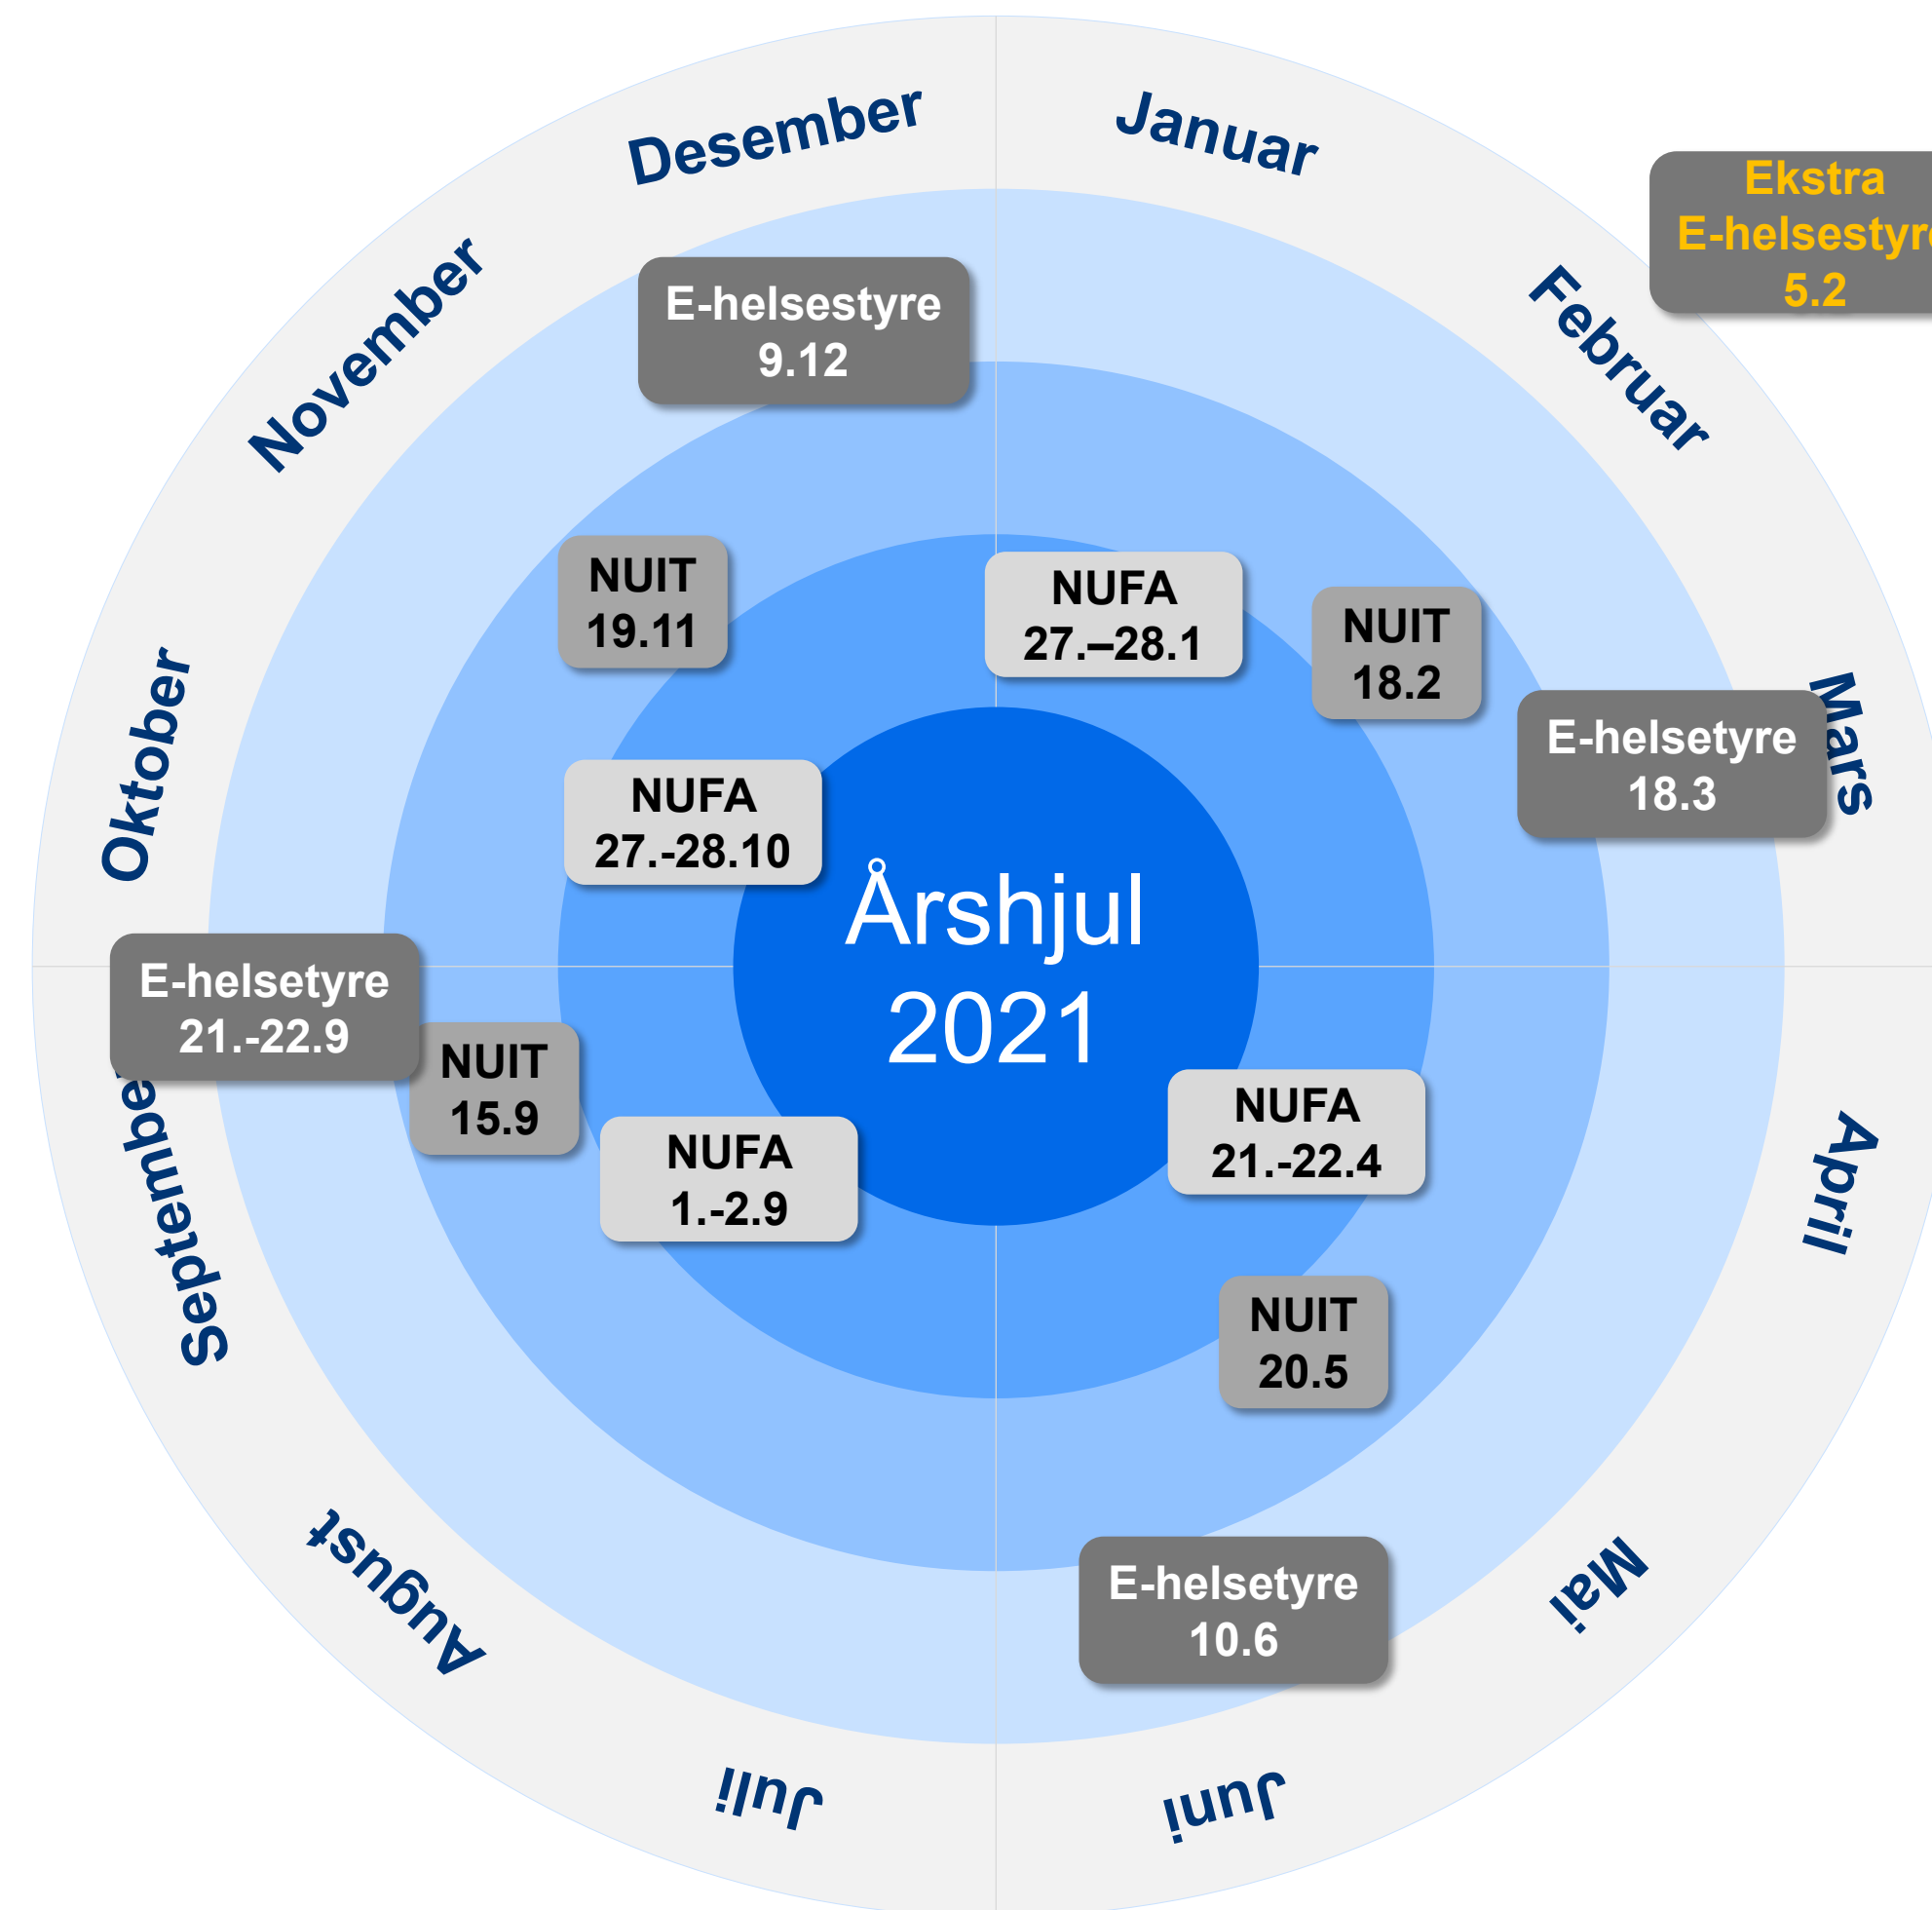 Desember
Januar
Ekstra
E-helsestyre
5.2
November
Februar
E-helsestyre
9.12
NUIT
19.11
NUFA
27.–28.1
NUIT
18.2
Oktober
Mars
E-helsetyre
18.3
NUFA
27.-28.10
Årshjul
2021
E-helsetyre
21.-22.9
NUIT
15.9
NUFA
1.-2.9
NUFA
21.-22.4
September
April
NUIT
20.5
August
Mai
E-helsetyre
10.6
Juli
Juni